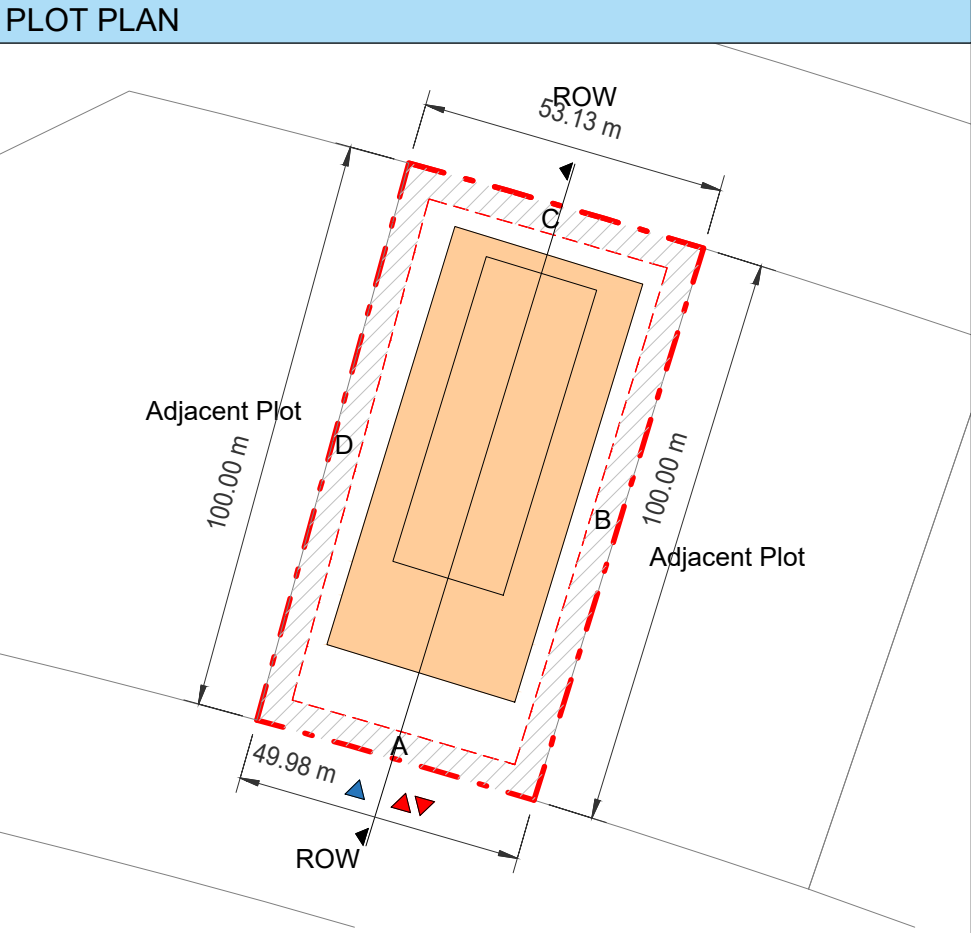 PLOT PLAN
ROW
53.13 m
C
Adjacent Plot
D
100.00 m
100.00 m
B
Adjacent Plot
A
49.98 m
ROW